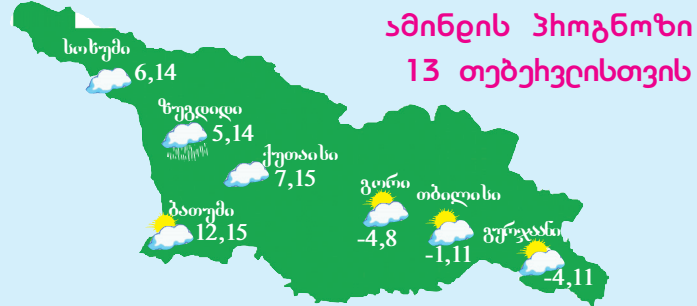 ამინდის პროგნოზი
13 თებერვლისთვის
სოხუმი
6,14
ზუგდიდი
5,14
ქუთაისი
7,15
გორი
-4,8
თბილისი
-1,11
ბათუმი
12,15
გურჯაანი
-4,11